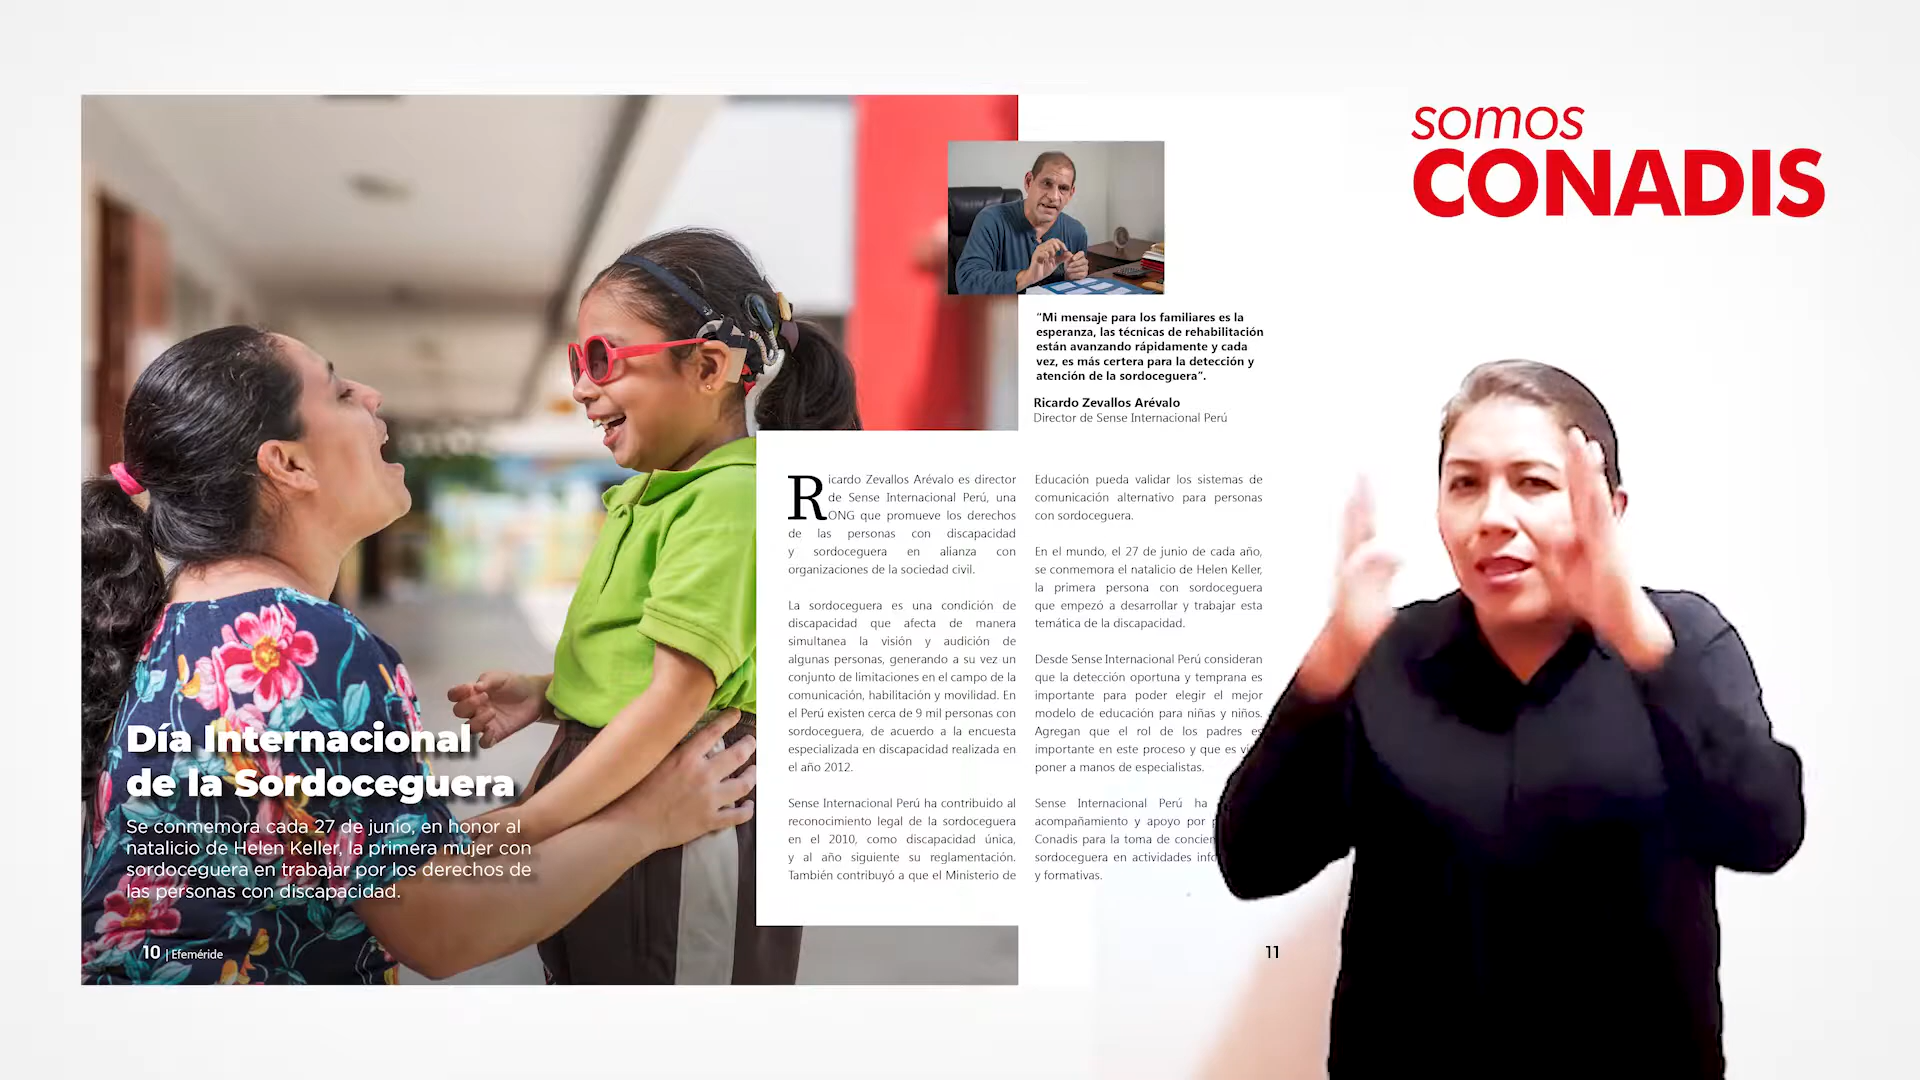 somos
CONADIS
"Mi mensaje para los familiares es la
esperanza, las técnicas de rehabilitación
están avanzando rápidamente y cada
vez, es más certera para la detección y
atención de la sordoceguera".
Ricardo Zevallos Arévalo
Director de Sense Internacional Perú
Día Internacional
de la Sordoceguera
Se conmemora cada 27 de junio, en honor al
natalicio de Helen Keller, la primera mujer con
sordoceguera en trabajar por los derechos de
las personas con discapacidad.
10 | Efeméride
Ricardo Zevallos Arévalo es director
de Sense Internacional Perú, una
ONG que promueve los derechos
de las personas con discapacidad
y sordoceguera en alianza con
organizaciones de la sociedad civil.
La sordoceguera es una condición de
discapacidad que afecta de manera
simultanea la visión y audición de
algunas personas, generando a su vez un
conjunto de limitaciones en el campo de la
comunicación, habilitación y movilidad. En
el Perú existen cerca de 9 mil personas con
sordoceguera, de acuerdo a la encuesta
especializada en discapacidad realizada en
el año 2012.
Sense Internacional Perú ha contribuido al
reconocimiento legal de la sordoceguera
en el 2010, como discapacidad única,
y al año siguiente su reglamentación.
También contribuyó a que el Ministerio de
Educación pueda validar los sistemas de
comunicación alternativo para personas
con sordoceguera.
En el mundo, el 27 de junio de cada año,
se conmemora el natalicio de Helen Keller,
la primera persona con sordoceguera
que empezó a desarrollar y trabajar esta
temática de la discapacidad.
Desde Sense Internacional Perú consideran
que la detección oportuna y temprana es
importante para poder elegir el mejor
modelo de educación para niñas y niños.
Agregan que el rol de los padres es
importante en este proceso y que es
poner a manos de especialistas.
Sense Internacional Perú ha
acompañamiento y apoyo por
Conadis para la toma de
sordoceguera en actividades
y formativas.
11